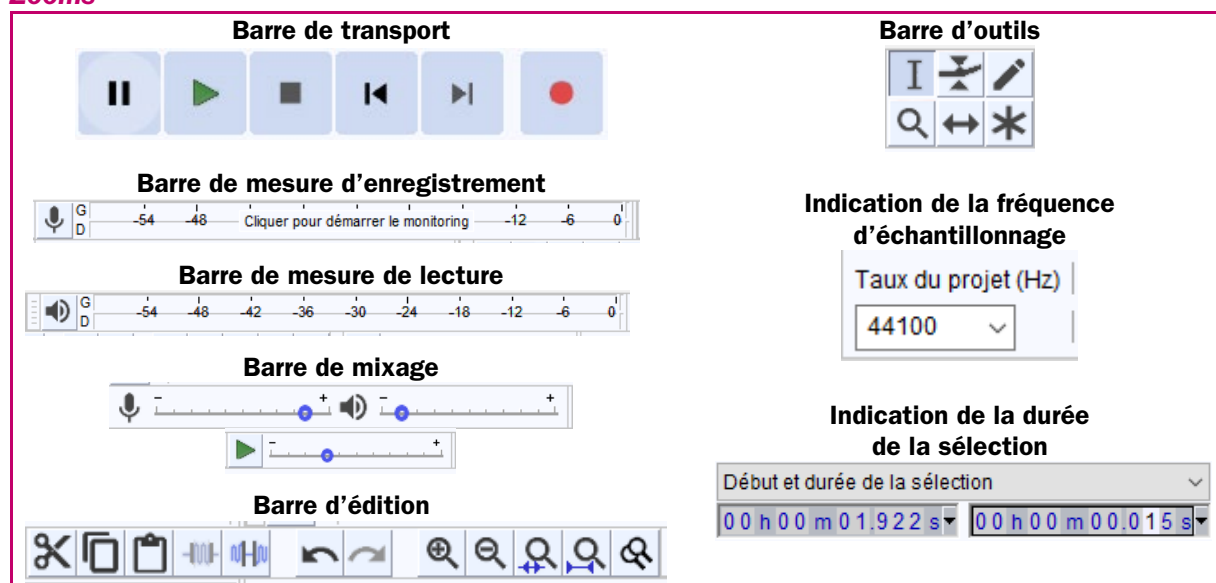 Zooms
Barre de transport
Barre de mesure d'enregistrement
G
D
-54 -48 Cliquer pour démarrer le monitoring -12 -6 0
Barre de mesure de lecture
G
D
-54 -48 -42 -36 -30 -24 -18 -12 -6 0
Barre de mixage
- + - +
- +
Barre d'édition
Barre d'outils
Indication de la fréquence
d'échantillonnage
Taux du projet (Hz)
44100
Indication de la durée
de la sélection
Début et durée de la sélection
00 h 00 m 01.922 s 00 h 00 m 00.015 s